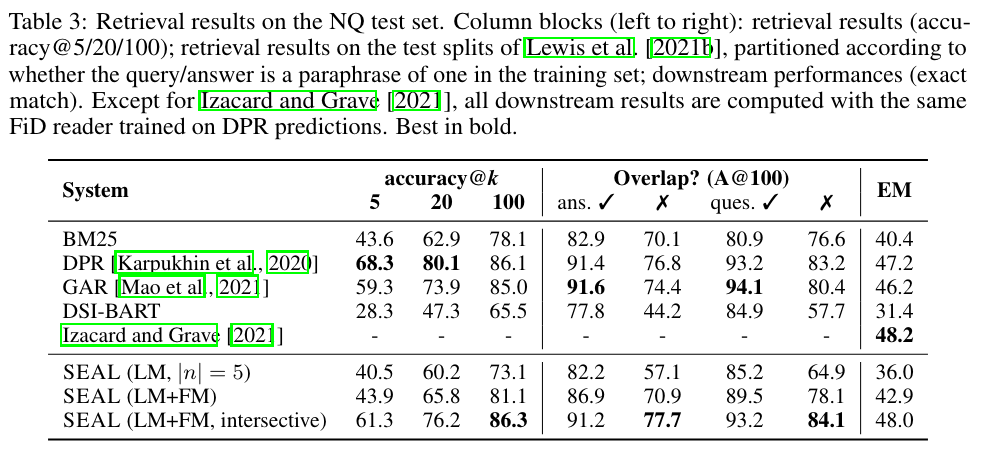 Table 3: Retrieval results on the NQ test set. Column blocks (left to right): retrieval results (accu-
racy@5/20/100); retrieval results on the test splits of Lewis et al. [2021b], partitioned according to
whether the query/answer is a paraphrase of one in the training set; downstream performances (exact
match). Except for Izacard and Grave [2021], all downstream results are computed with the same
FiD reader trained on DPR predictions. Best in bold.
System accuracy@k Overlap? (A@100) EM
5 20 100 ans. ✓ ✗ ques. ✓ ✗
BM25 43.6 62.9 78.1 82.9 70.1 80.9 76.6 40.4
DPR [Karpukhin et al., 2020] 68.3 80.1 86.1 91.4 76.8 93.2 83.2 47.2
GAR [Mao et al., 2021] 59.3 73.9 85.0 91.6 74.4 94.1 80.4 46.2
DSI-BART 28.3 47.3 65.5 77.8 44.2 84.9 57.7 31.4
Izacard and Grave [2021] - - - - - - - 48.2
SEAL (LM, |n| = 5) 40.5 60.2 73.1 82.2 57.1 85.2 64.9 36.0
SEAL (LM+FM) 43.9 65.8 81.1 86.9 70.9 89.5 78.1 42.9
SEAL (LM+FM, intersective) 61.3 76.2 86.3 91.2 77.7 93.2 84.1 48.0